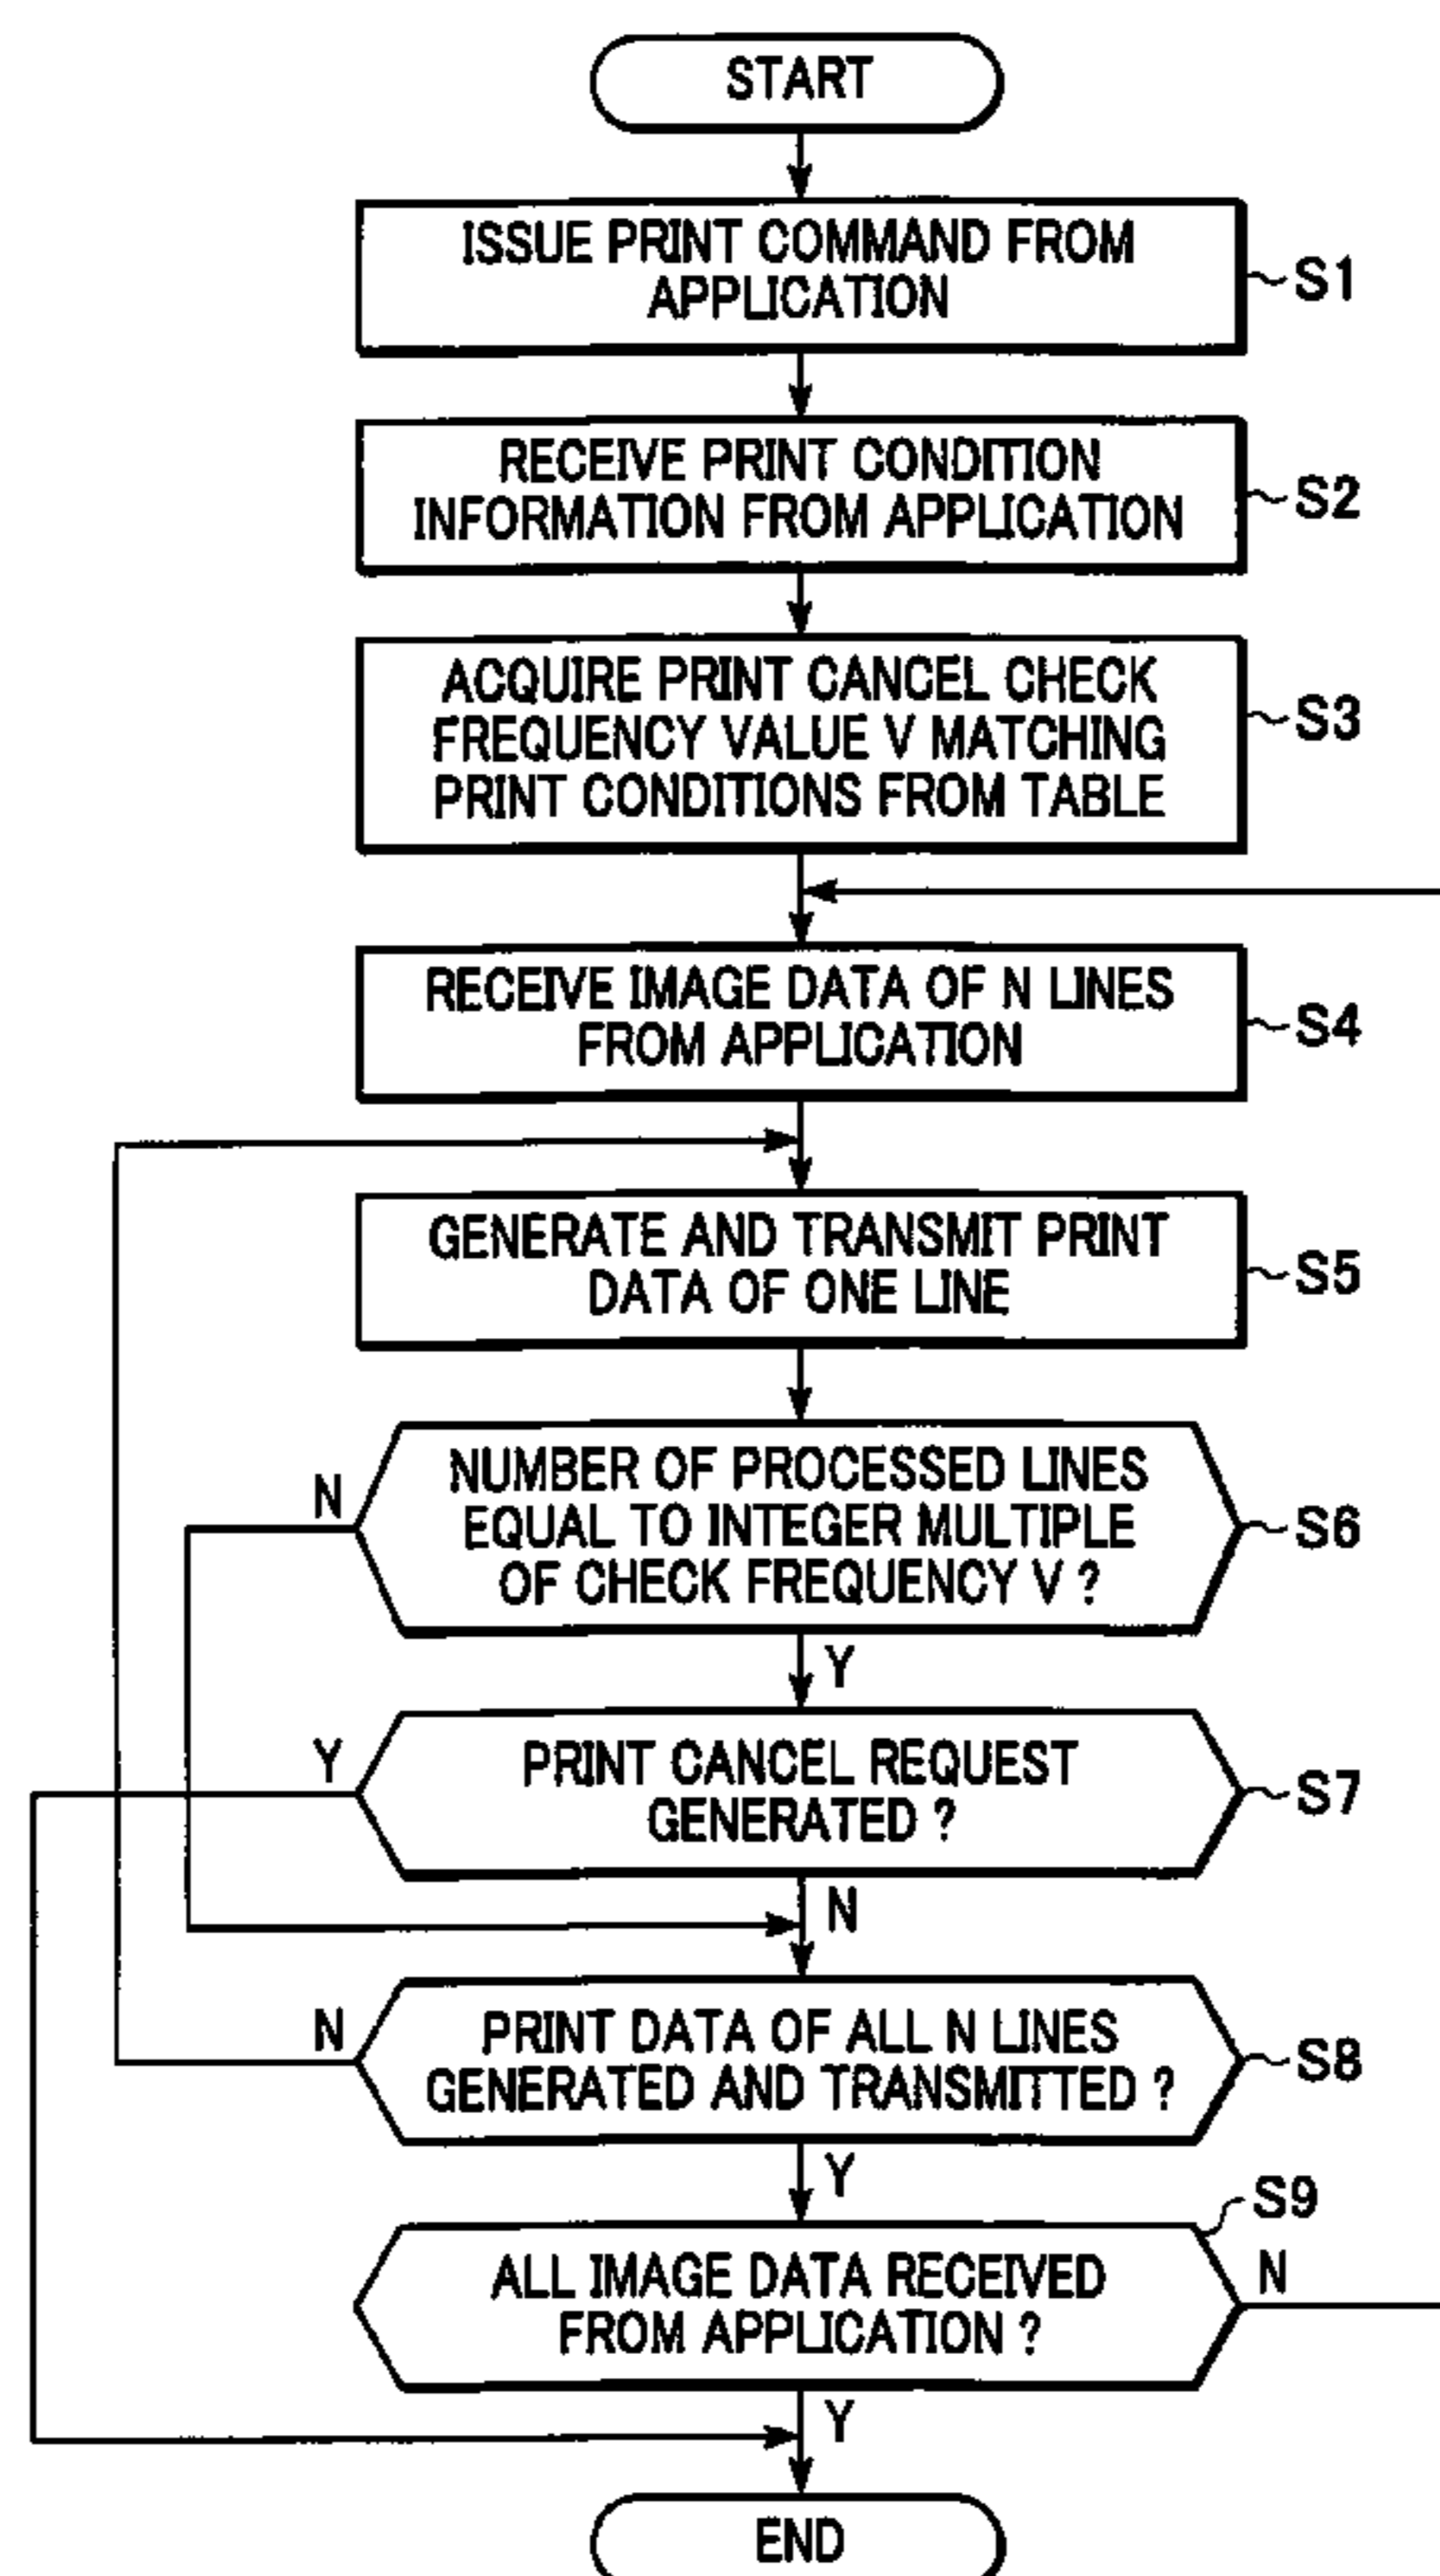 START
ISSUE PRINT COMMAND FROM
APPLICATION
S1
RECEIVE PRINT CONDITION
INFORMATION FROM APPLICATION
S2
ACQUIRE PRINT CANCEL CHECK
FREQUENCY VALUE V MATCHING
PRINT CONDITIONS FROM TABLE
S3
RECEIVE IMAGE DATA OF N LINES
FROM APPLICATION
S4
GENERATE AND TRANSMIT PRINT
DATA OF ONE LINE
S5
N
NUMBER OF PROCESSED LINES
EQUAL TO INTEGER MULTIPLE
OF CHECK FREQUENCY V ?
S6
Y
Y
PRINT CANCEL REQUEST
GENERATED ?
S7
N
N
PRINT DATA OF ALL N LINES
GENERATED AND TRANSMITTED ?
S8
Y
S9
ALL IMAGE DATA RECEIVED
FROM APPLICATION ?
N
Y
END